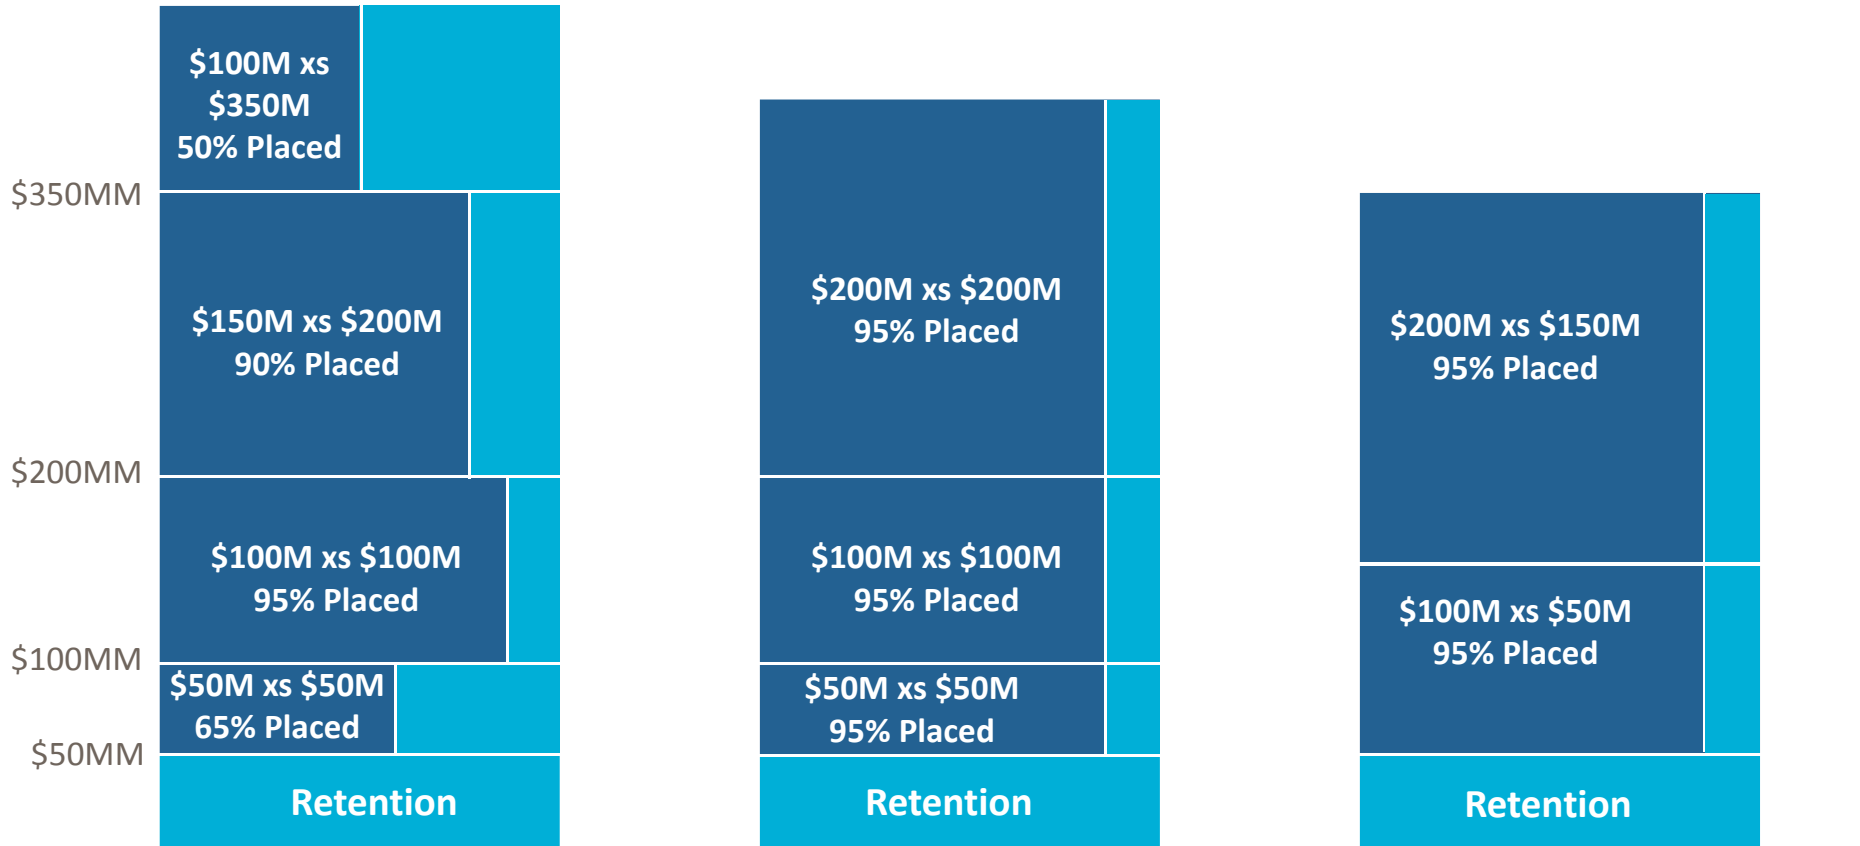 $100M xs
$350M
50% Placed
$350MM
$150M xs $200M
90% Placed
$200MM
$100M xs $100M
95% Placed
$100MM
$50M xs $50M
65% Placed
$50MM
Retention
$200M xs $200M
95% Placed
$100M xs $100M
95% Placed
$50M xs $50M
95% Placed
Retention
$200M xs $150M
95% Placed
$100M xs $50M
95% Placed
Retention